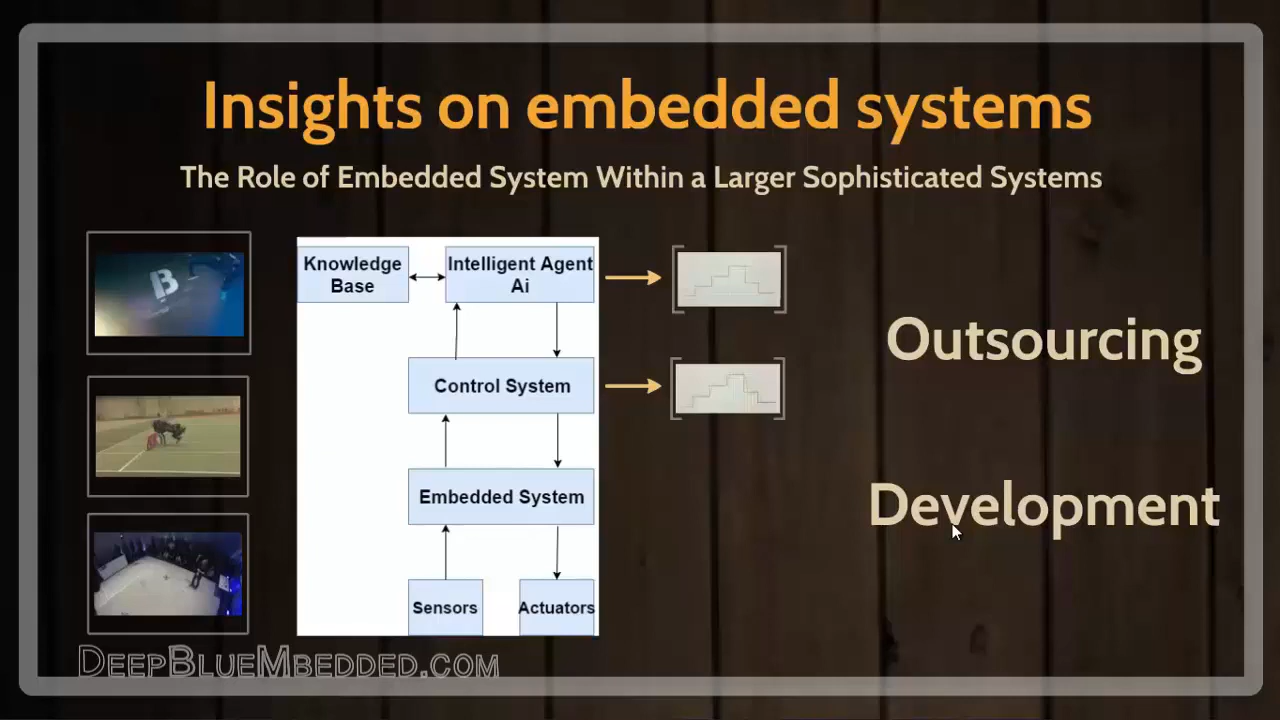 Insights on embedded systems
The Role of Embedded System Within a Larger Sophisticated Systems
Knowledge
Base
Intelligent Agent
Ai
Control System
Embedded System
Sensors
Actuators
Outsourcing
Development
DeepBlueMbedded.com